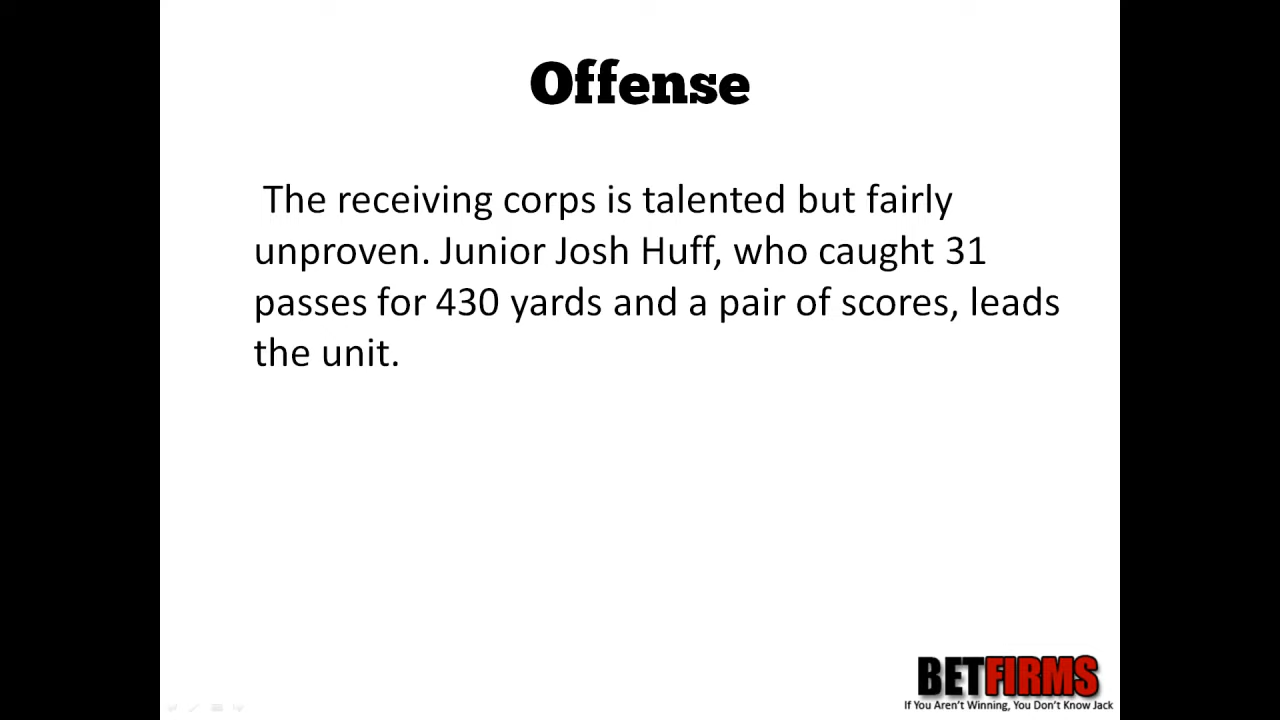 Offense
The receiving corps is talented but fairly
unproven. Junior Josh Huff, who caught 31
passes for 430 yards and a pair of scores, leads
the unit.
BETFIRMS
If You Aren't Winning, You Don't Know Jack